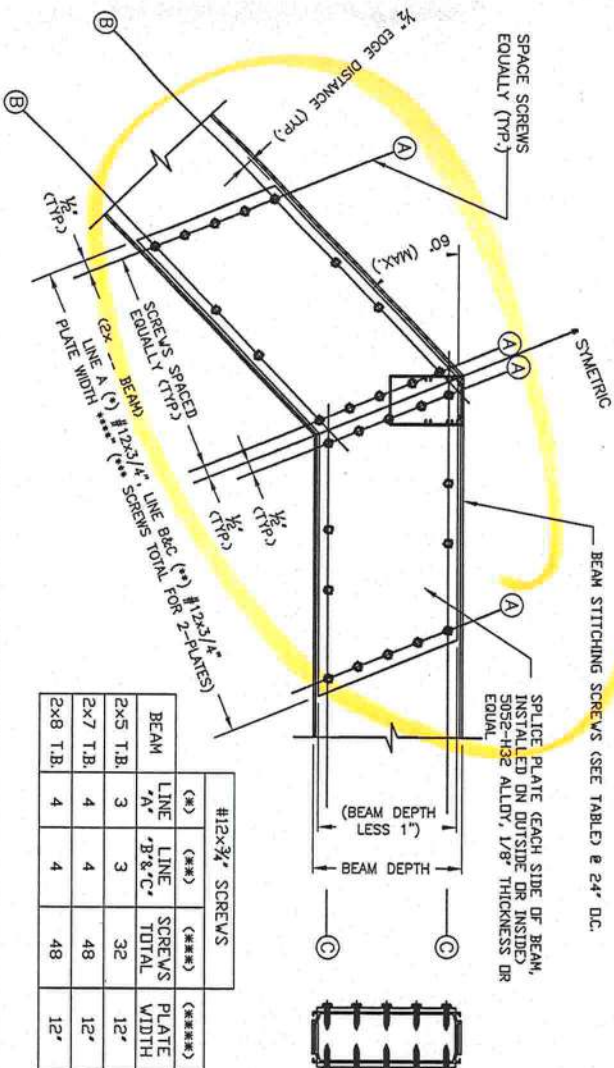 SPACE SCREWS
EQUALLY (TYP.)
B
B
½" EDGE DISTANCE (TYP.)
A
60° (MAX.)
SYMETRIC
A
A
BEAM STITCHING SCREWS (SEE TABLE) @ 24" O.C.
SPLICE PLATE (EACH SIDE OF BEAM,
INSTALLED ON OUTSIDE OR INSIDE)
5052-H32 ALLOY, 1/8" THICKNESS OR
EQUAL
A
½"
(TYP.)
SCREWS SPACED
EQUALLY (TYP.)
½"
(TYP.)
½"
(TYP.)
(2x __ BEAM)
LINE A (*) #12x3/4", LINE B&C (**) #12x3/4"
PLATE WIDTH **** (*** SCREWS TOTAL FOR 2-PLATES)
(BEAM DEPTH
LESS 1")
BEAM DEPTH
C
C
#12x¾" SCREWS
(*) (**) (***) (****)
BEAM LINE "A" LINE "B"&"C" SCREWS TOTAL PLATE WIDTH
2x5 T.B. 3 3 32 12"
2x7 T.B. 4 4 48 12"
2x8 T.B. 4 4 48 12"